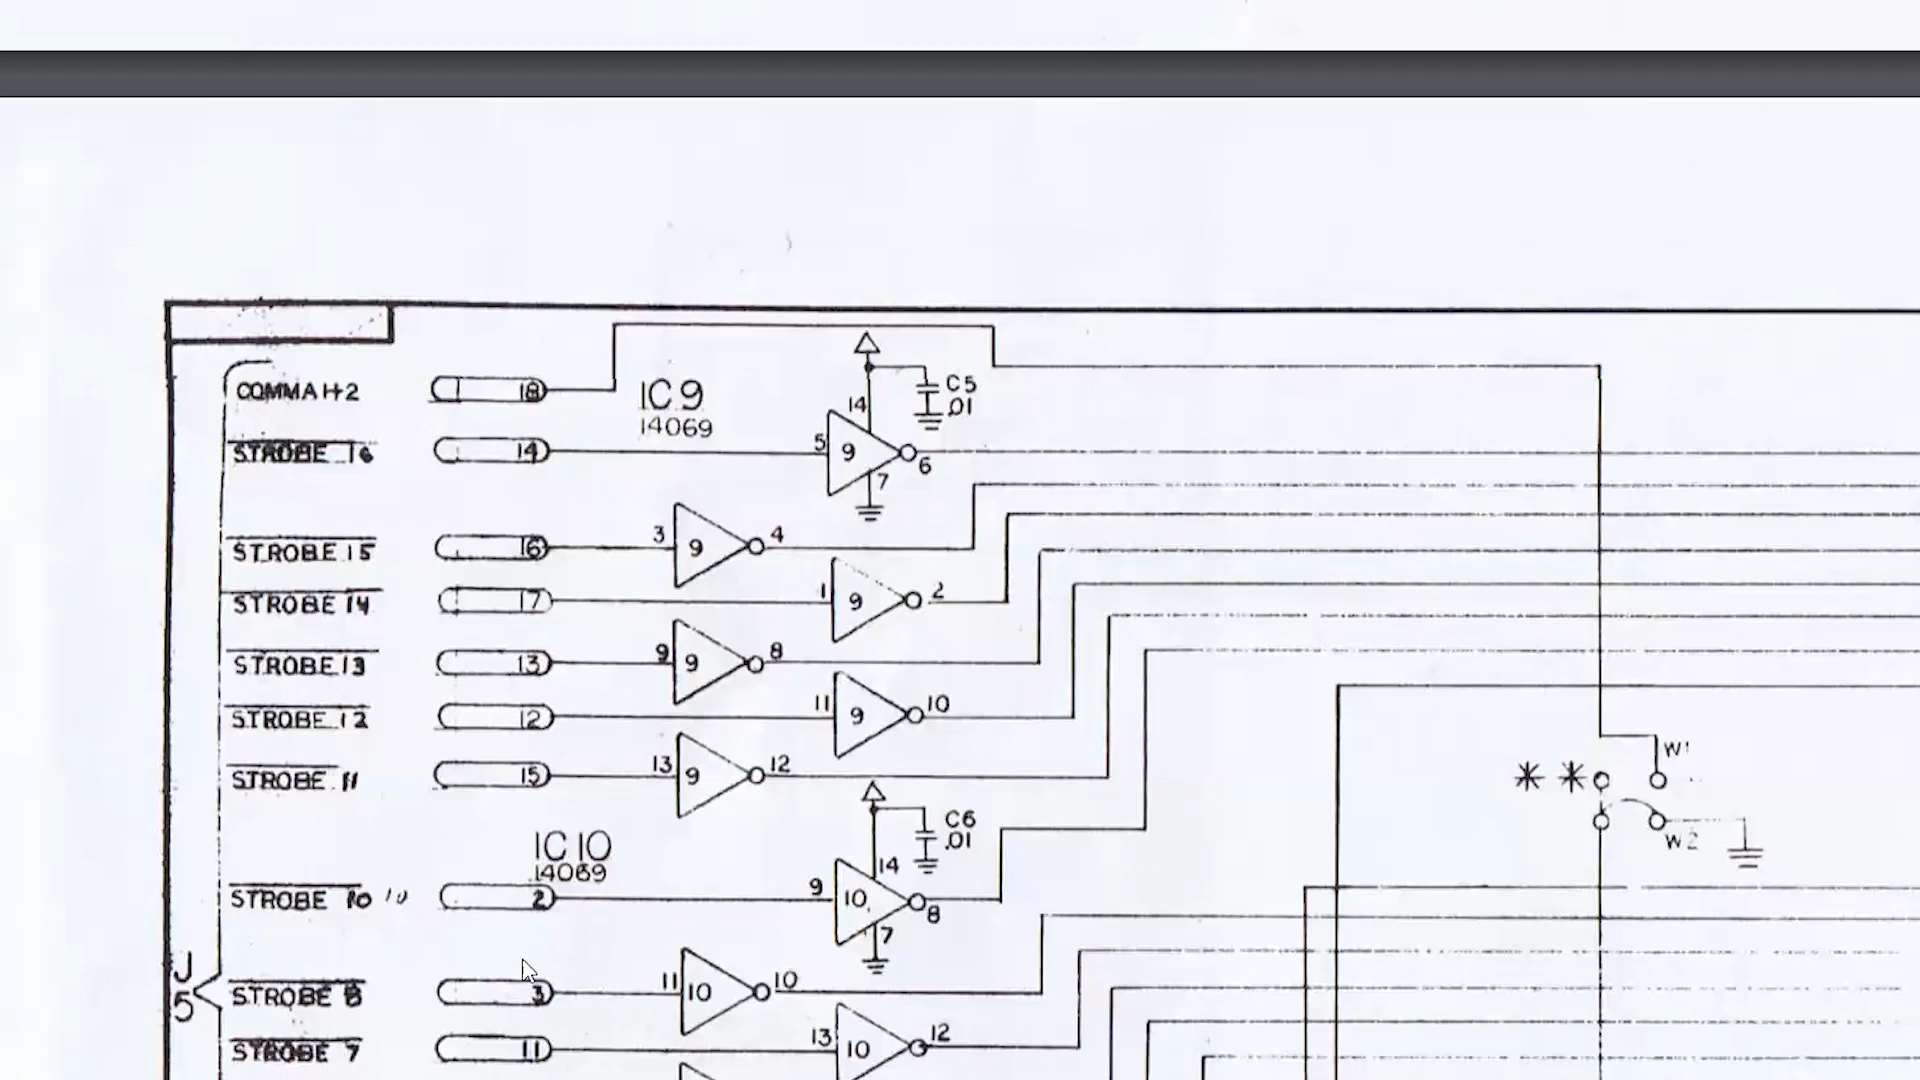 COMMA 1+2 18
IC9
14069
14
C5
.01
STROBE 16 14 5 9 6
7
STROBE 15 16 3 9 4
STROBE 14 17 1 9 2
STROBE 13 13 9 9 8
STROBE 12 12 11 9 10
STROBE 11 15 13 9 12
W1
* *
W2
IC10
14069
14
C6
.01
STROBE 10 10 2 9 10 8
7
J5
STROBE 8 3 11 10 10
STROBE 7 11 13 10 12